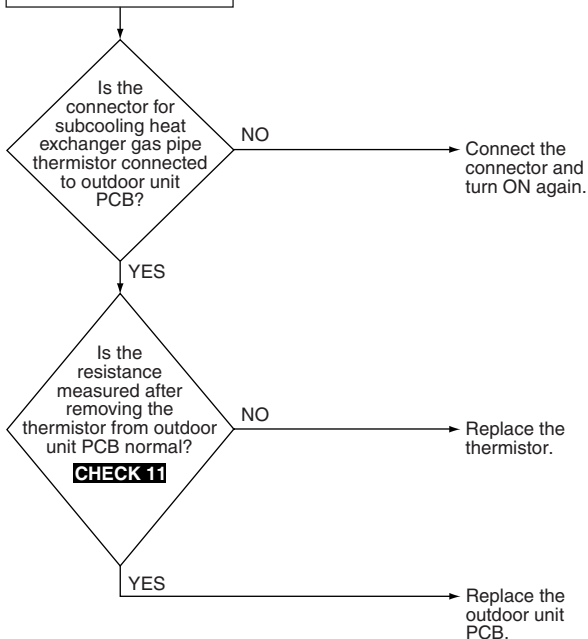 Is the
connector for
subcooling heat
exchanger gas pipe
thermistor connected
to outdoor unit
PCB?
NO
Connect the
connector and
turn ON again.
YES
Is the
resistance
measured after
removing the
thermistor from outdoor
unit PCB normal?
CHECK 11
NO
Replace the
thermistor.
YES
Replace the
outdoor unit
PCB.